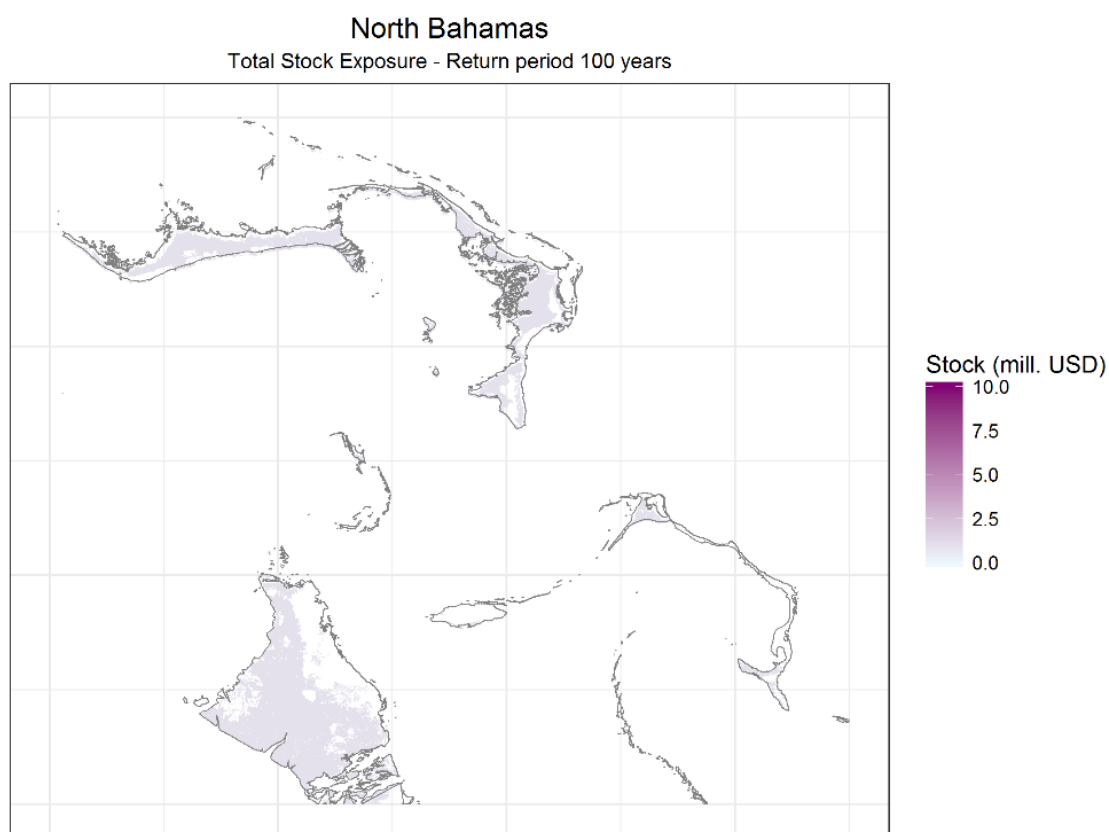 North Bahamas
Total Stock Exposure - Return period 100 years
Stock (mill. USD)
10.0
7.5
5.0
2.5
0.0